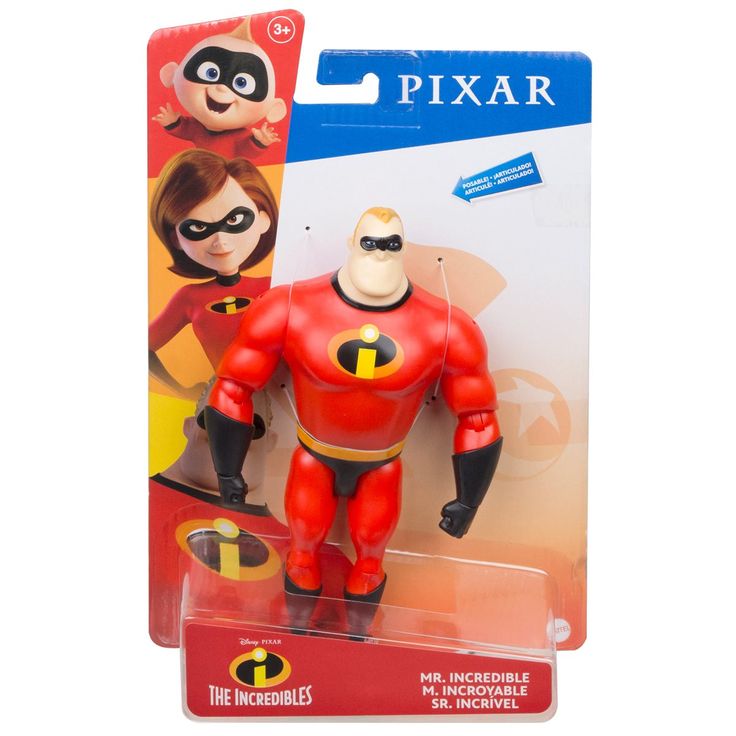 3+
PIXAR
POSABLE! • ¡ARTICULADO!
ARTICULÉ! • ARTICULADO!
i
i
i
Disney • PIXAR
i
THE INCREDIBLES
MR. INCREDIBLE
M. INCROYABLE
SR. INCRÍVEL